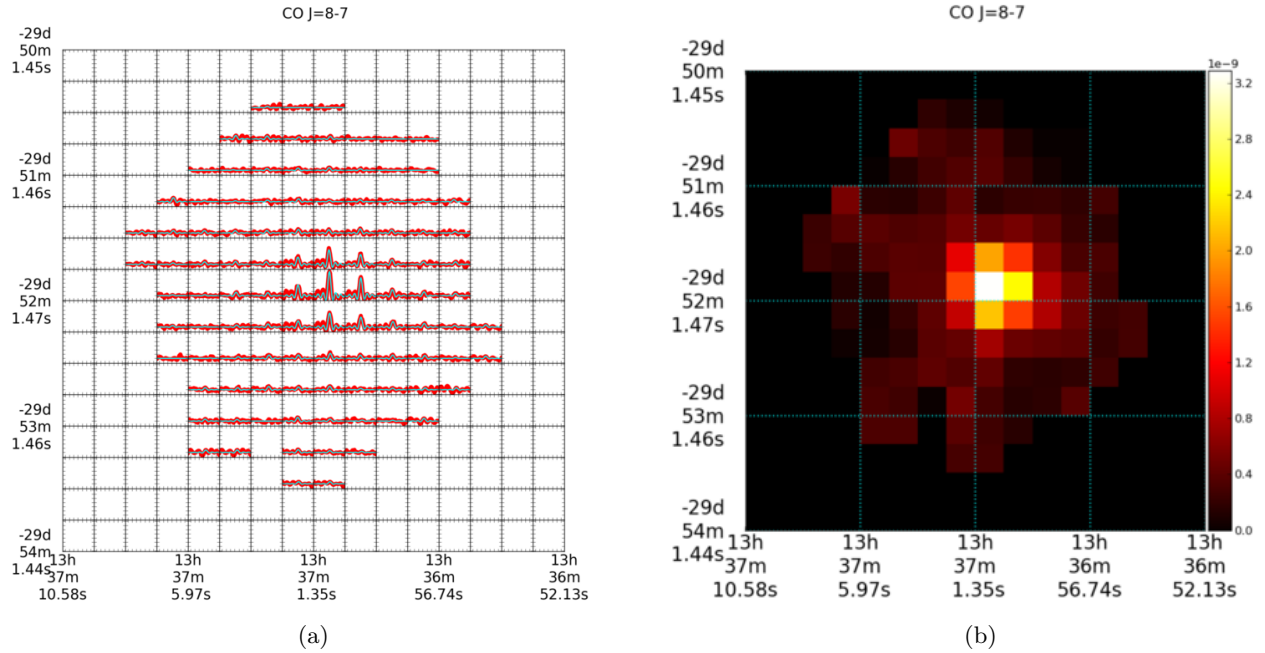 CO J=8-7
-29d
50m
1.45s
-29d
51m
1.46s
-29d
52m
1.47s
-29d
53m
1.46s
-29d
54m
1.44s
13h
37m
10.58s
13h
37m
5.97s
13h
37m
1.35s
13h
36m
56.74s
13h
36m
52.13s
(a)
CO J=8-7
-29d
50m
1.45s
-29d
51m
1.46s
-29d
52m
1.47s
-29d
53m
1.46s
-29d
54m
1.44s
13h
37m
10.58s
13h
37m
5.97s
13h
37m
1.35s
13h
36m
56.74s
13h
36m
52.13s
1e-9
3.2
2.8
2.4
2.0
1.6
1.2
0.8
0.4
0.0
(b)